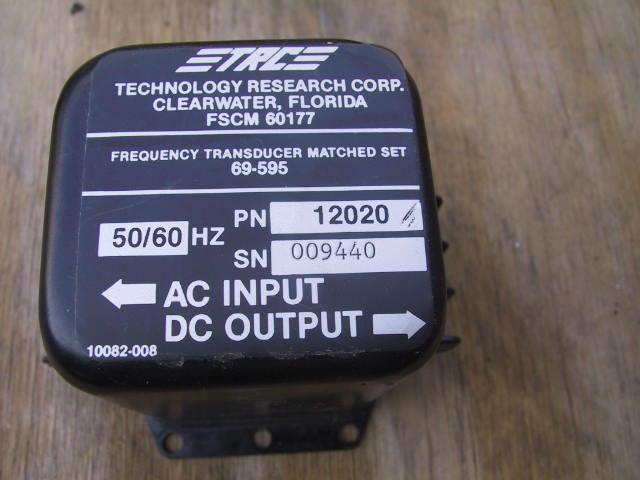 TRC
TECHNOLOGY RESEARCH CORP.
CLEARWATER, FLORIDA
FSCM 60177
FREQUENCY TRANSDUCER MATCHED SET
69-595
50/60 HZ
PN 12020
SN 009440
AC INPUT
DC OUTPUT
10082-008